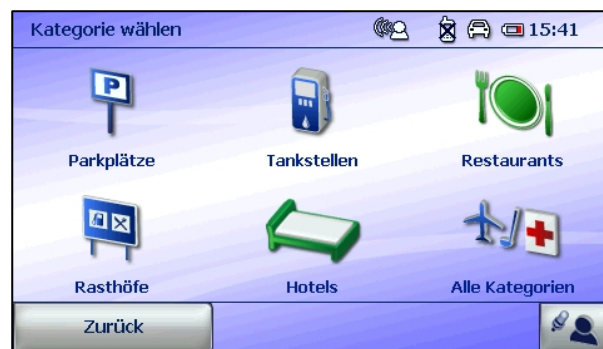 Kategorie wählen 15:41
P
Parkplätze Tankstellen Restaurants
Rasthöfe Hotels Alle Kategorien
Zurück